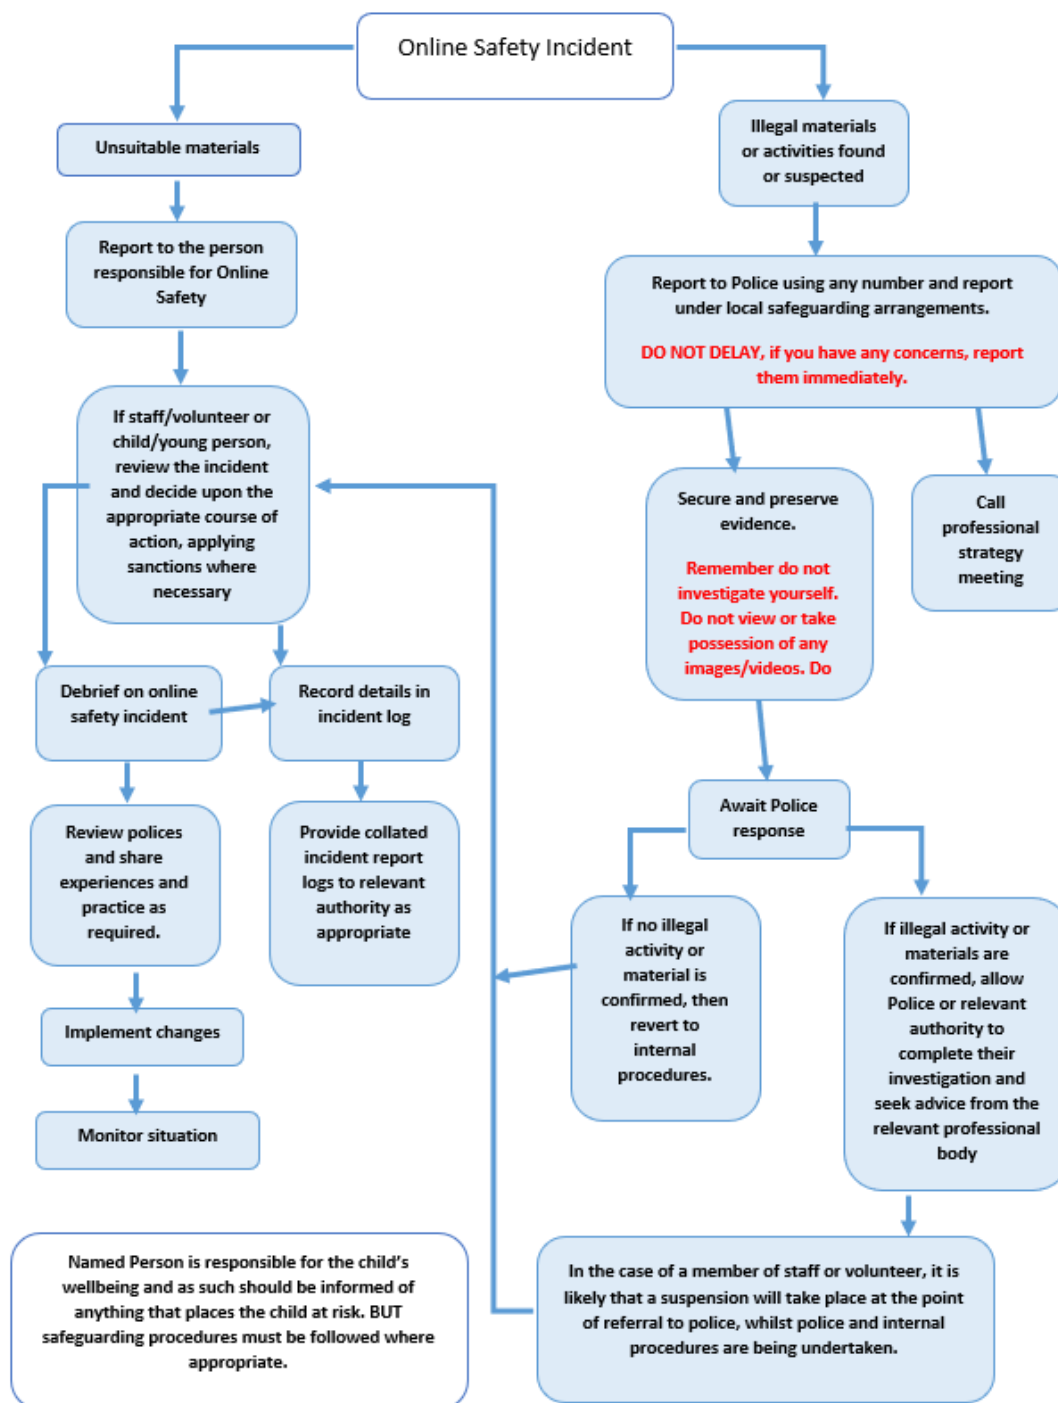 Online Safety Incident
Unsuitable materials
Report to the person
responsible for Online
Safety
If staff/volunteer or
child/young person,
review the incident
and decide upon the
appropriate course of
action, applying
sanctions where
necessary
Debrief on online
safety incident
Record details in
incident log
Review polices
and share
experiences and
practice as
required.
Provide collated
incident report
logs to relevant
authority as
appropriate
Implement changes
Monitor situation
Illegal materials
or activities found
or suspected
Report to Police using any number and report
under local safeguarding arrangements.
DO NOT DELAY, if you have any concerns, report
them immediately.
Secure and preserve
evidence.
Remember do not
investigate yourself.
Do not view or take
possession of any
images/videos. Do
Call
professional
strategy
meeting
Await Police
response
If no illegal
activity or
material is
confirmed, then
revert to
internal
procedures.
If illegal activity or
materials are
confirmed, allow
Police or relevant
authority to
complete their
investigation and
seek advice from the
relevant professional
body
In the case of a member of staff or volunteer, it is
likely that a suspension will take place at the point
of referral to police, whilst police and internal
procedures are being undertaken.
Named Person is responsible for the child’s
wellbeing and as such should be informed of
anything that places the child at risk. BUT
safeguarding procedures must be followed where
appropriate.